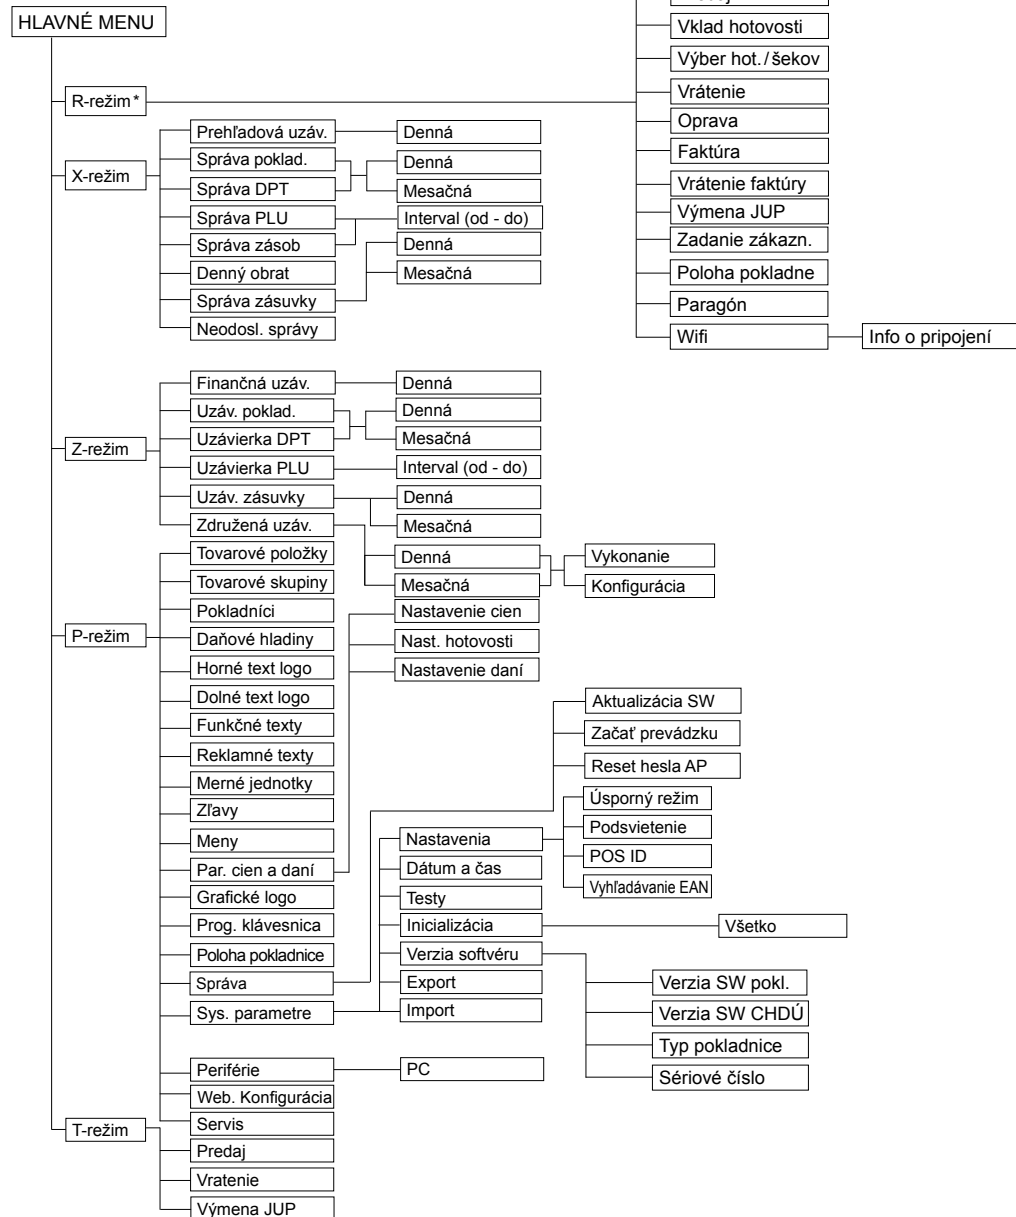 HLAVNÉ MENU
R-režim*
Vklad hotovosti
Výber hot./šekov
Vrátenie
Oprava
Faktúra
Vrátenie faktúry
Výmena JUP
Zadanie zákazn.
Poloha pokladne
Paragón
Wifi
Info o pripojení
X-režim
Prehľadová uzáv.
Denná
Správa poklad.
Správa DPT
Denná
Mesačná
Správa PLU
Správa zásob
Interval (od - do)
Denný obrat
Správa zásuvky
Denná
Mesačná
Neodosl. správy
Z-režim
Finančná uzáv.
Denná
Uzáv. poklad.
Uzávierka DPT
Denná
Mesačná
Uzávierka PLU
Interval (od - do)
Uzáv. zásuvky
Denná
Mesačná
Združená uzáv.
Denná
Mesačná
Vykonanie
Konfigurácia
P-režim
Tovarové položky
Tovarové skupiny
Pokladníci
Daňové hladiny
Horné text logo
Dolné text logo
Funkčné texty
Reklamné texty
Merné jednotky
Zľavy
Meny
Par. cien a daní
Nastavenie cien
Nast. hotovosti
Nastavenie daní
Grafické logo
Prog. klávesnica
Poloha pokladnice
Správa
Aktualizácia SW
Začať prevádzku
Reset hesla AP
Sys. parametre
Nastavenia
Úsporný režim
Podsvietenie
POS ID
Vyhľadávanie EAN
Dátum a čas
Testy
Inicializácia
Všetko
Verzia softvéru
Verzia SW pokl.
Verzia SW CHDÚ
Typ pokladnice
Sériové číslo
Export
Import
Periférie
PC
Web. Konfigurácia
Servis
T-režim
Predaj
Vratenie
Výmena JUP